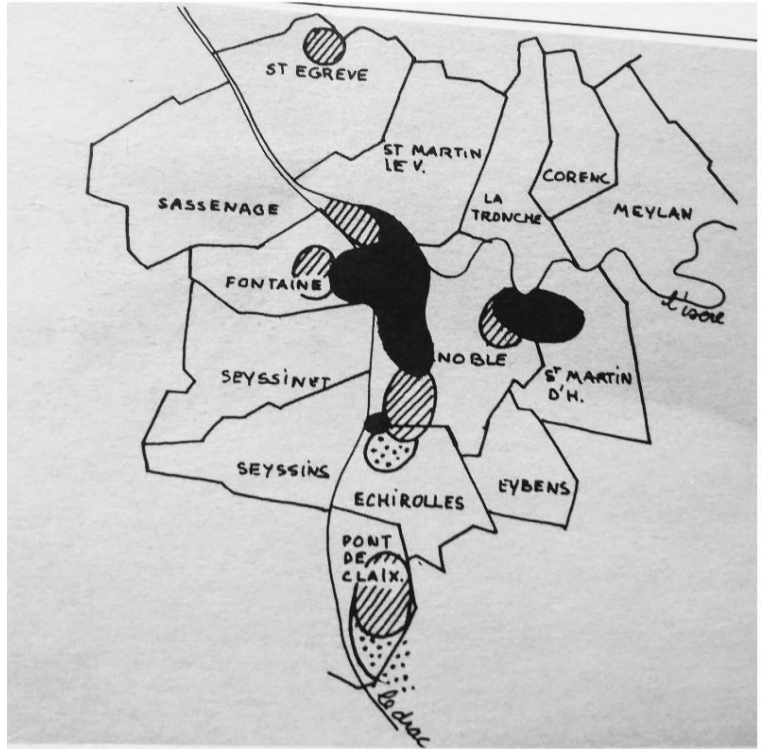 ST EGREVE
ST MARTIN
LE V.
CORENC
LA
TRONCHE
MEYLAN
SASSENAGE
FONTAINE
l'isère
NOBLE
SEYSSINET
ST MARTIN
D'H.
SEYSSINS
ECHIROLLES
EYBENS
PONT
DE
CLAIX.
le drac